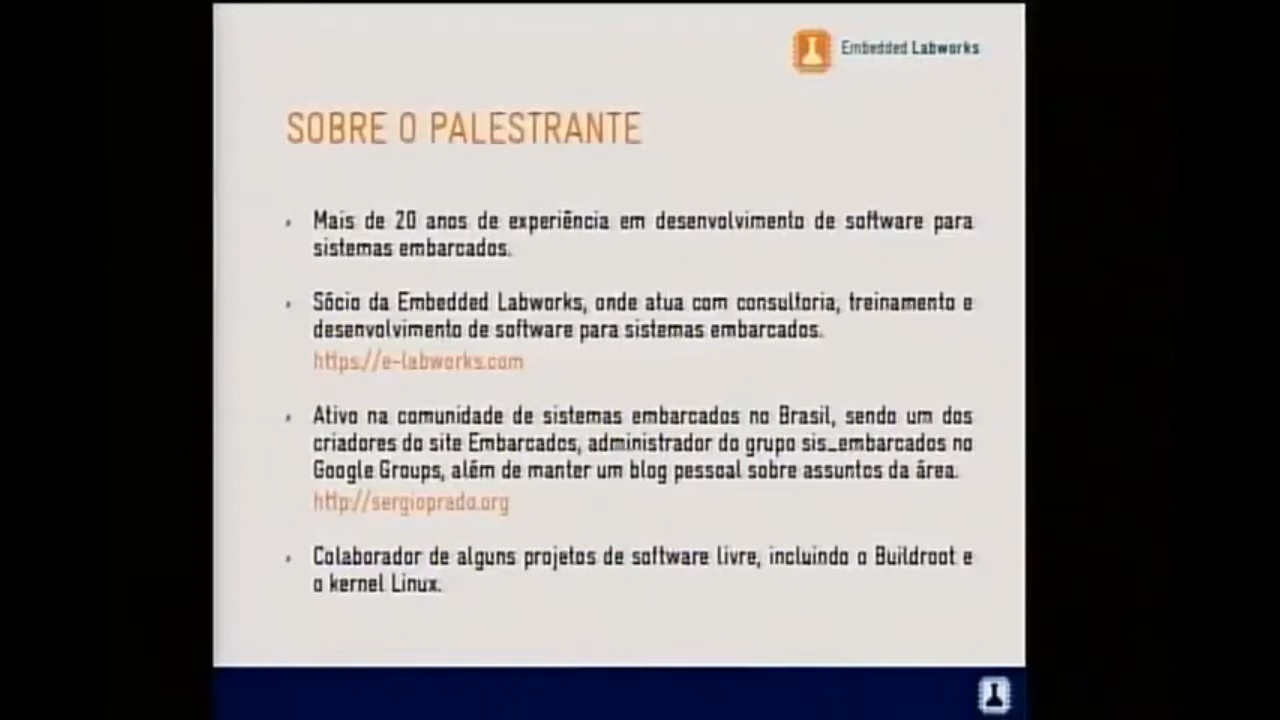 Embedded Labworks
SOBRE O PALESTRANTE
Mais de 20 anos de experiência em desenvolvimento de software para
sistemas embarcados.
Sócio da Embedded Labworks, onde atua com consultoria, treinamento e
desenvolvimento de software para sistemas embarcados.
https://e-labworks.com
Ativo na comunidade de sistemas embarcados no Brasil, sendo um dos
criadores do site Embarcados, administrador do grupo sis_embarcados no
Google Groups, além de manter um blog pessoal sobre assuntos da área.
http://sergioprado.org
Colaborador de alguns projetos de software livre, incluindo o Buildroot e
o kernel Linux.